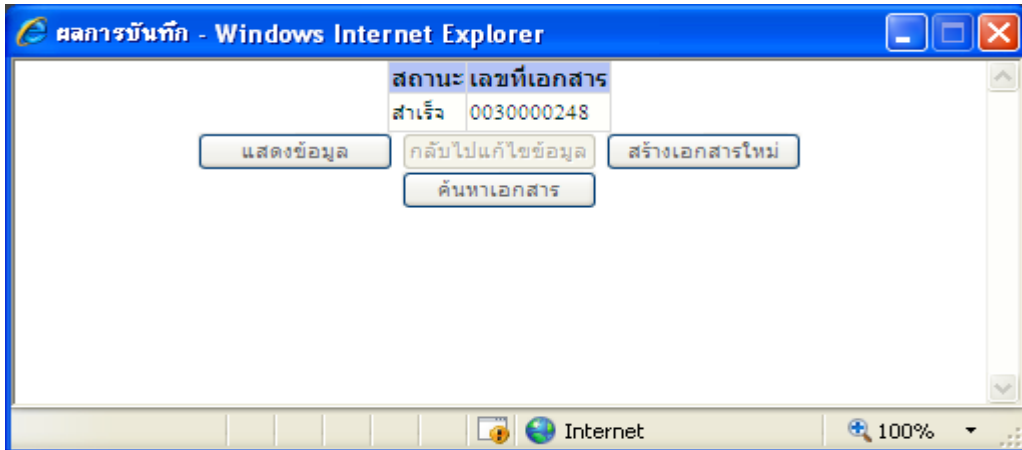 ผลการบันทึก - Windows Internet Explorer
สถานะ เลขที่เอกสาร
สำเร็จ 0030000248
แสดงข้อมูล กลับไปแก้ไขข้อมูล สร้างเอกสารใหม่
ค้นหาเอกสาร
Internet 100%